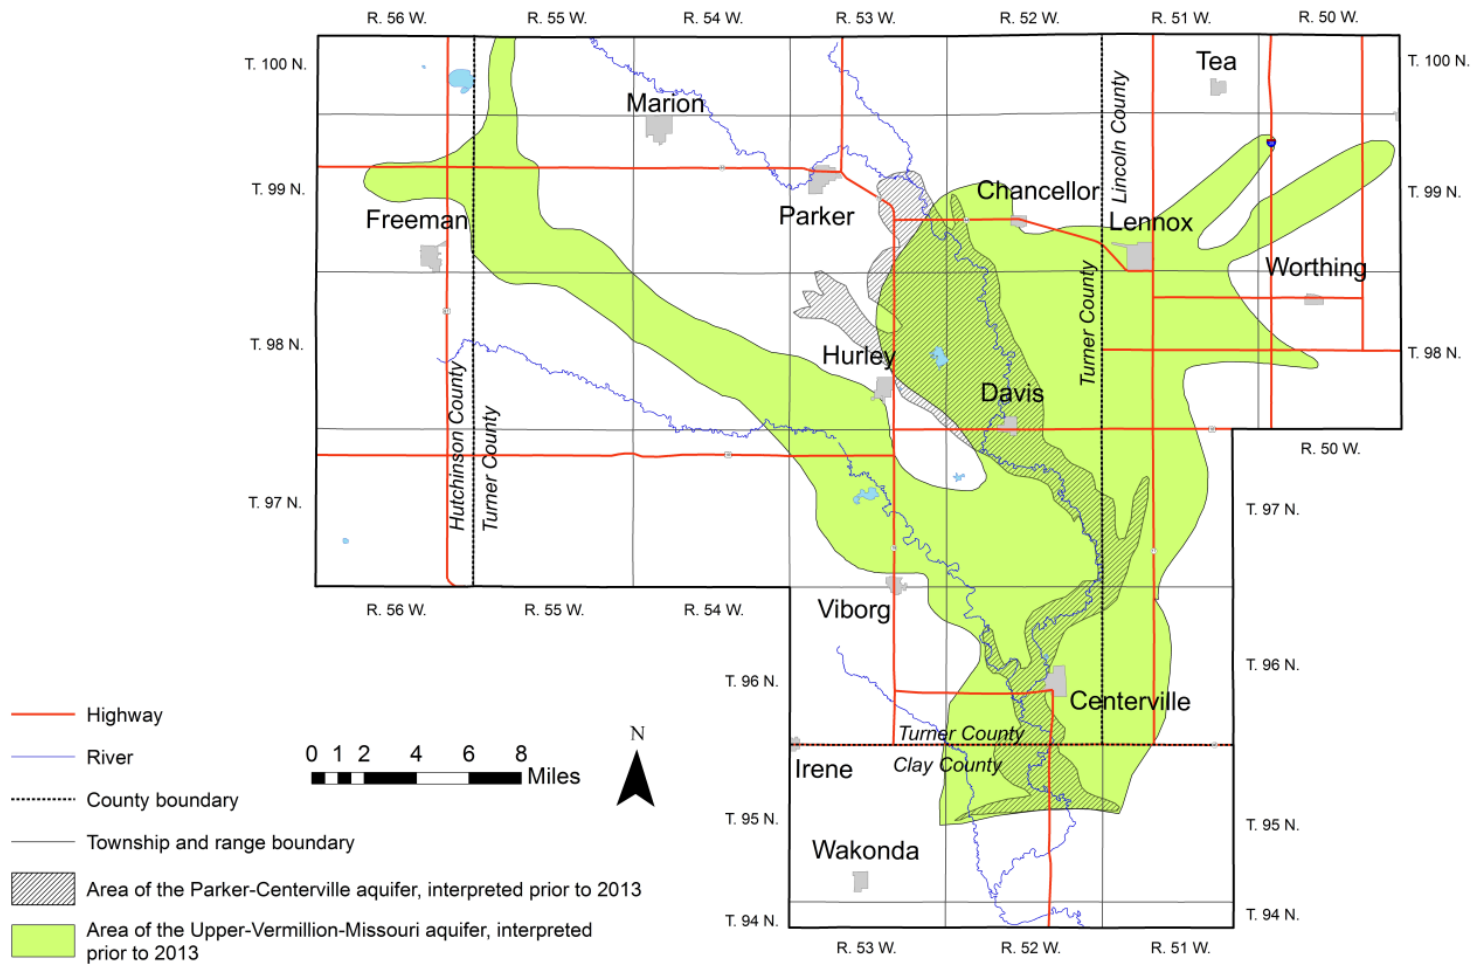 R. 56 W. R. 55 W. R. 54 W. R. 53 W. R. 52 W. R. 51 W. R. 50 W.
T. 100 N. T. 100 N.
Tea
Marion
Lincoln County
T. 99 N. T. 99 N.
Chancellor
Freeman Parker Lennox
Worthing
Turner County
T. 98 N. T. 98 N.
Hurley
Davis
Hutchinson County
Turner County
R. 50 W.
T. 97 N. T. 97 N.
Viborg
R. 56 W. R. 55 W. R. 54 W.
T. 96 N. T. 96 N.
Centerville
Turner County
Clay County
Irene
T. 95 N. T. 95 N.
Wakonda
T. 94 N. T. 94 N.
R. 53 W. R. 52 W. R. 51 W.
Highway
River
County boundary
Township and range boundary
Area of the Parker-Centerville aquifer, interpreted prior to 2013
Area of the Upper-Vermillion-Missouri aquifer, interpreted
prior to 2013
0 1 2 4 6 8
Miles
N